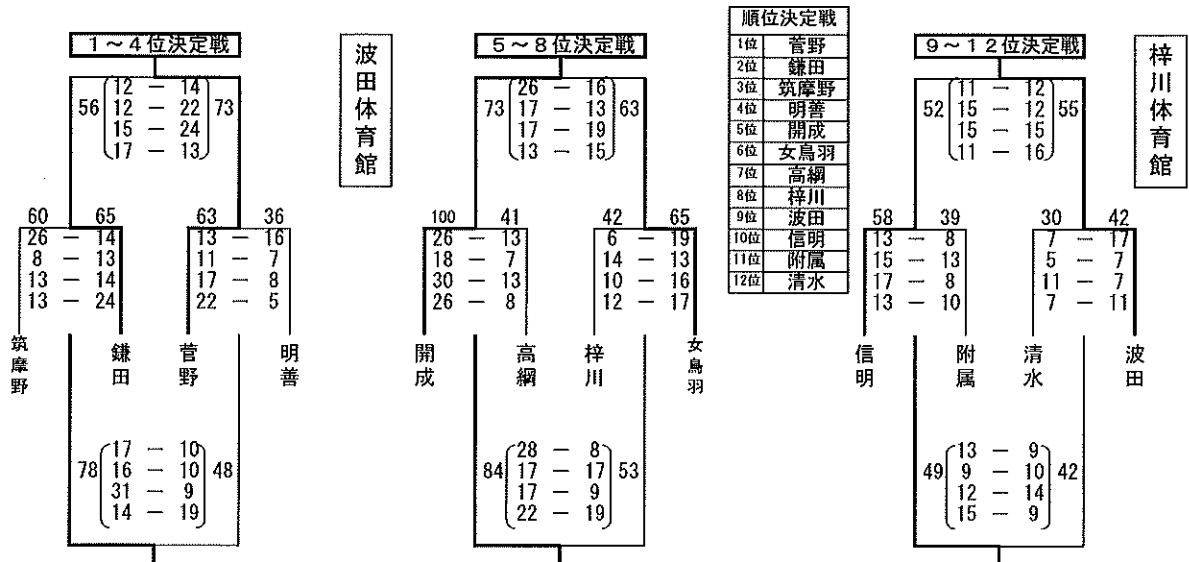 1～4位決定戦
56
12 － 14
12 － 22
15 － 24
17 － 13
73
60 65
26 － 14
8 － 13
13 － 14
13 － 24
63 36
13 － 16
11 － 7
17 － 8
22 － 5
筑摩野
鎌田
菅野
明善
78
17 － 10
16 － 10
31 － 9
14 － 19
48
波田体育館
5～8位決定戦
73
26 － 16
17 － 13
17 － 19
13 － 15
63
100 41
26 － 13
18 － 7
30 － 13
26 － 8
42 65
6 － 19
14 － 13
10 － 16
12 － 17
開成
高綱
梓川
女鳥羽
84
28 － 8
17 － 17
17 － 9
22 － 19
53
順位決定戦
1位 菅野
2位 鎌田
3位 筑摩野
4位 明善
5位 開成
6位 女鳥羽
7位 高綱
8位 梓川
9位 波田
10位 信明
11位 附属
12位 清水
9～12位決定戦
52
11 － 12
15 － 12
15 － 15
11 － 16
55
58 39
13 － 8
15 － 13
17 － 8
13 － 10
30 42
7 － 17
5 － 7
11 － 7
7 － 11
信明
附属
清水
波田
49
13 － 9
9 － 10
12 － 14
15 － 9
42
梓川体育館